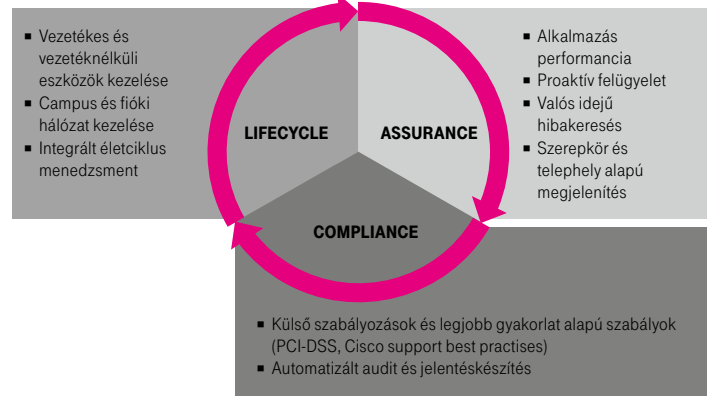 ▪ Vezetékes és
vezetéknélküli
eszközök kezelése
▪ Campus és fióki
hálózat kezelése
▪ Integrált életciklus
menedzsment
LIFECYCLE
ASSURANCE
▪ Alkalmazás
performancia
▪ Proaktív felügyelet
▪ Valós idejű
hibakeresés
▪ Szerepkör és
telephely alapú
megjelenítés
COMPLIANCE
▪ Külső szabályozások és legjobb gyakorlat alapú szabályok
(PCI-DSS, Cisco support best practises)
▪ Automatizált audit és jelentéskészítés